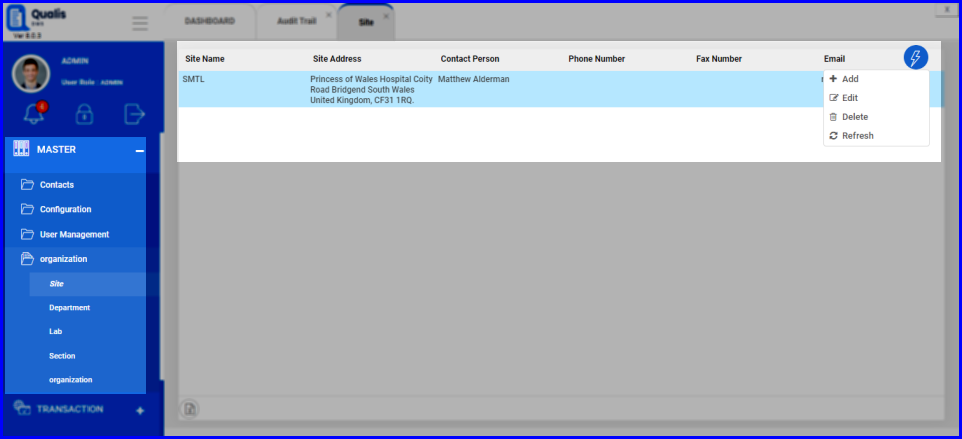 Qualis
Ver 8.0.3
DASHBOARD
Audit Trail ×
Site ×
x
ADMIN
User Role : ADMIN
4
MASTER
Contacts
Configuration
User Management
organization
Site
Department
Lab
Section
organization
TRANSACTION +
Site Name Site Address Contact Person Phone Number Fax Number Email
SMTL Princess of Wales Hospital Coity Matthew Alderman
Road Bridgend South Wales
United Kingdom, CF31 1RQ.
Add
Edit
Delete
Refresh